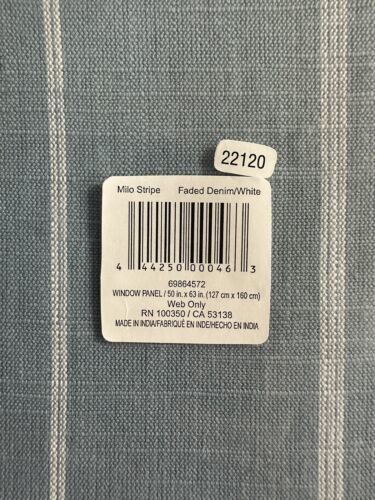 22120
Milo Stripe Faded Denim/White
4 44250 00046 3
69864572
WINDOW PANEL / 50 in. x 63 in. (127 cm x 160 cm)
Web Only
RN 100350 / CA 53138
MADE IN INDIA/FABRIQUÉ EN INDE/HECHO EN INDIA